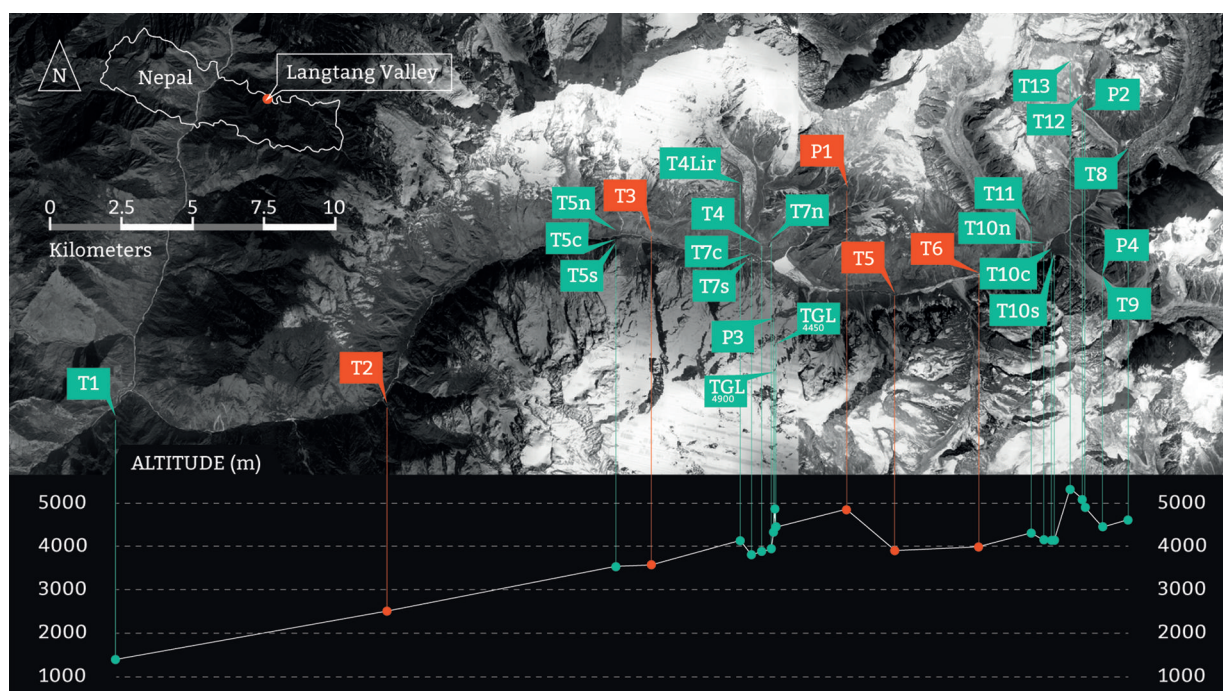 N
Nepal
Langtang Valley
0 2.5 5 7.5 10
Kilometers
T1
T2
T5n
T5c
T5s
T3
T4Lir
T4
T7c
T7s
T7n
P3
TGL
4450
TGL
4900
P1
T5
T6
T11
T10n
T10c
T10s
T13
T12
P2
T8
P4
T9
ALTITUDE (m)
5000 5000
4000 4000
3000 3000
2000 2000
1000 1000